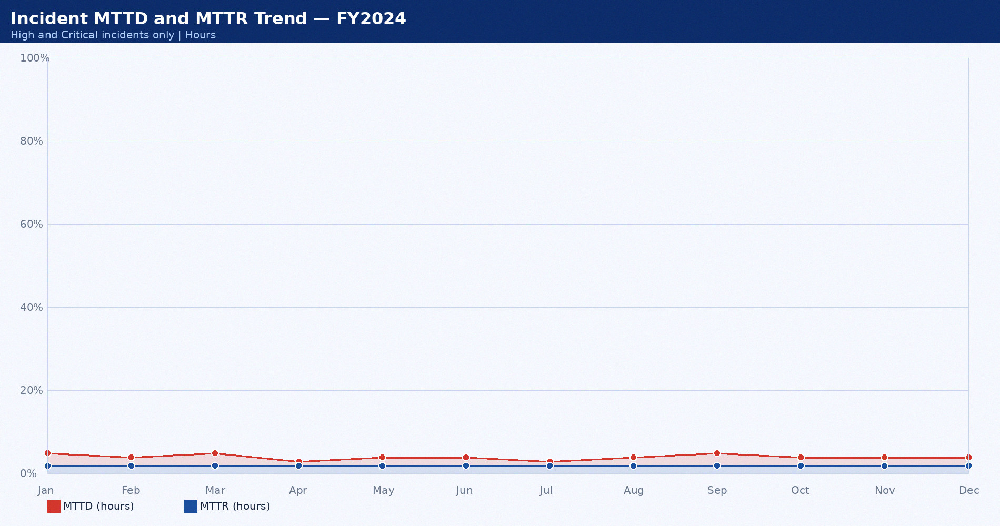 Incident MTTD and MTTR Trend — FY2024
High and Critical incidents only | Hours
100%
80%
60%
40%
20%
0%
Jan Feb Mar Apr May Jun Jul Aug Sep Oct Nov Dec
MTTD (hours) MTTR (hours)